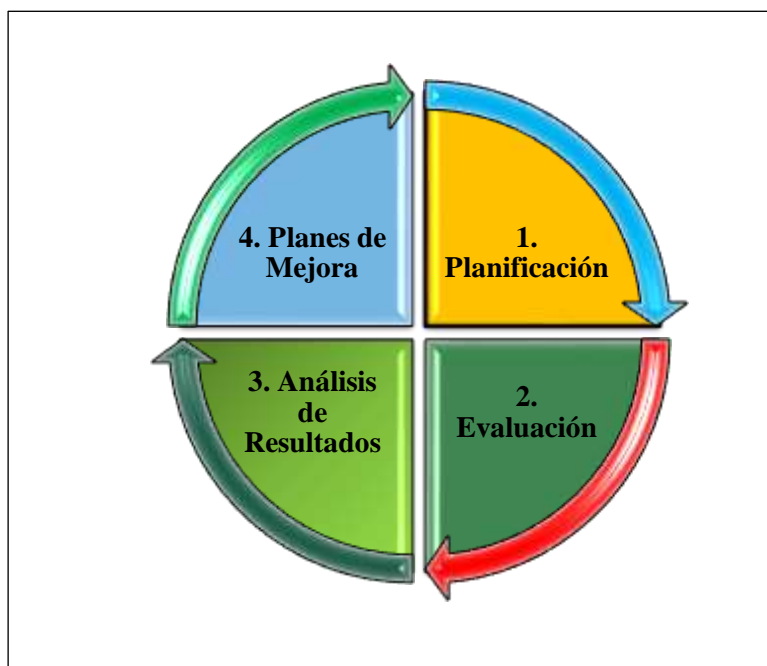 1.
Planificación
2.
Evaluación
3. Análisis
de
Resultados
4. Planes de
Mejora